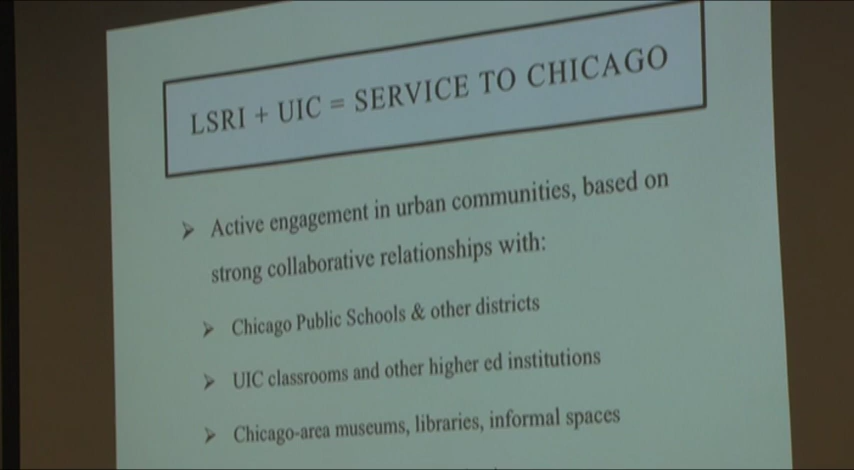 LSRI + UIC = SERVICE TO CHICAGO
Active engagement in urban communities, based on
strong collaborative relationships with:
Chicago Public Schools & other districts
UIC classrooms and other higher ed institutions
Chicago-area museums, libraries, informal spaces